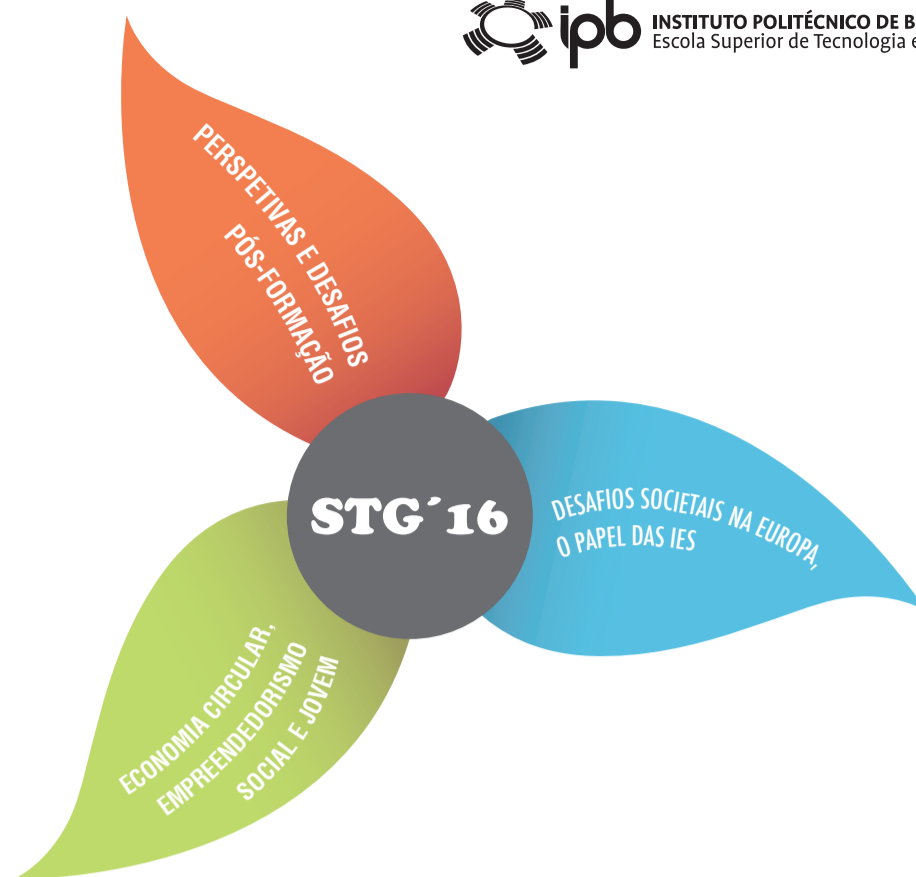 ipb INSTITUTO POLITÉCNICO DE B
Escola Superior de Tecnologia e
PERSPETIVAS E DESAFIOS
PÓS-FORMAÇÃO
STG´16
DESAFIOS SOCIETAIS NA EUROPA,
O PAPEL DAS IES
ECONOMIA CIRCULAR,
EMPREENDEDORISMO
SOCIAL E JOVEM